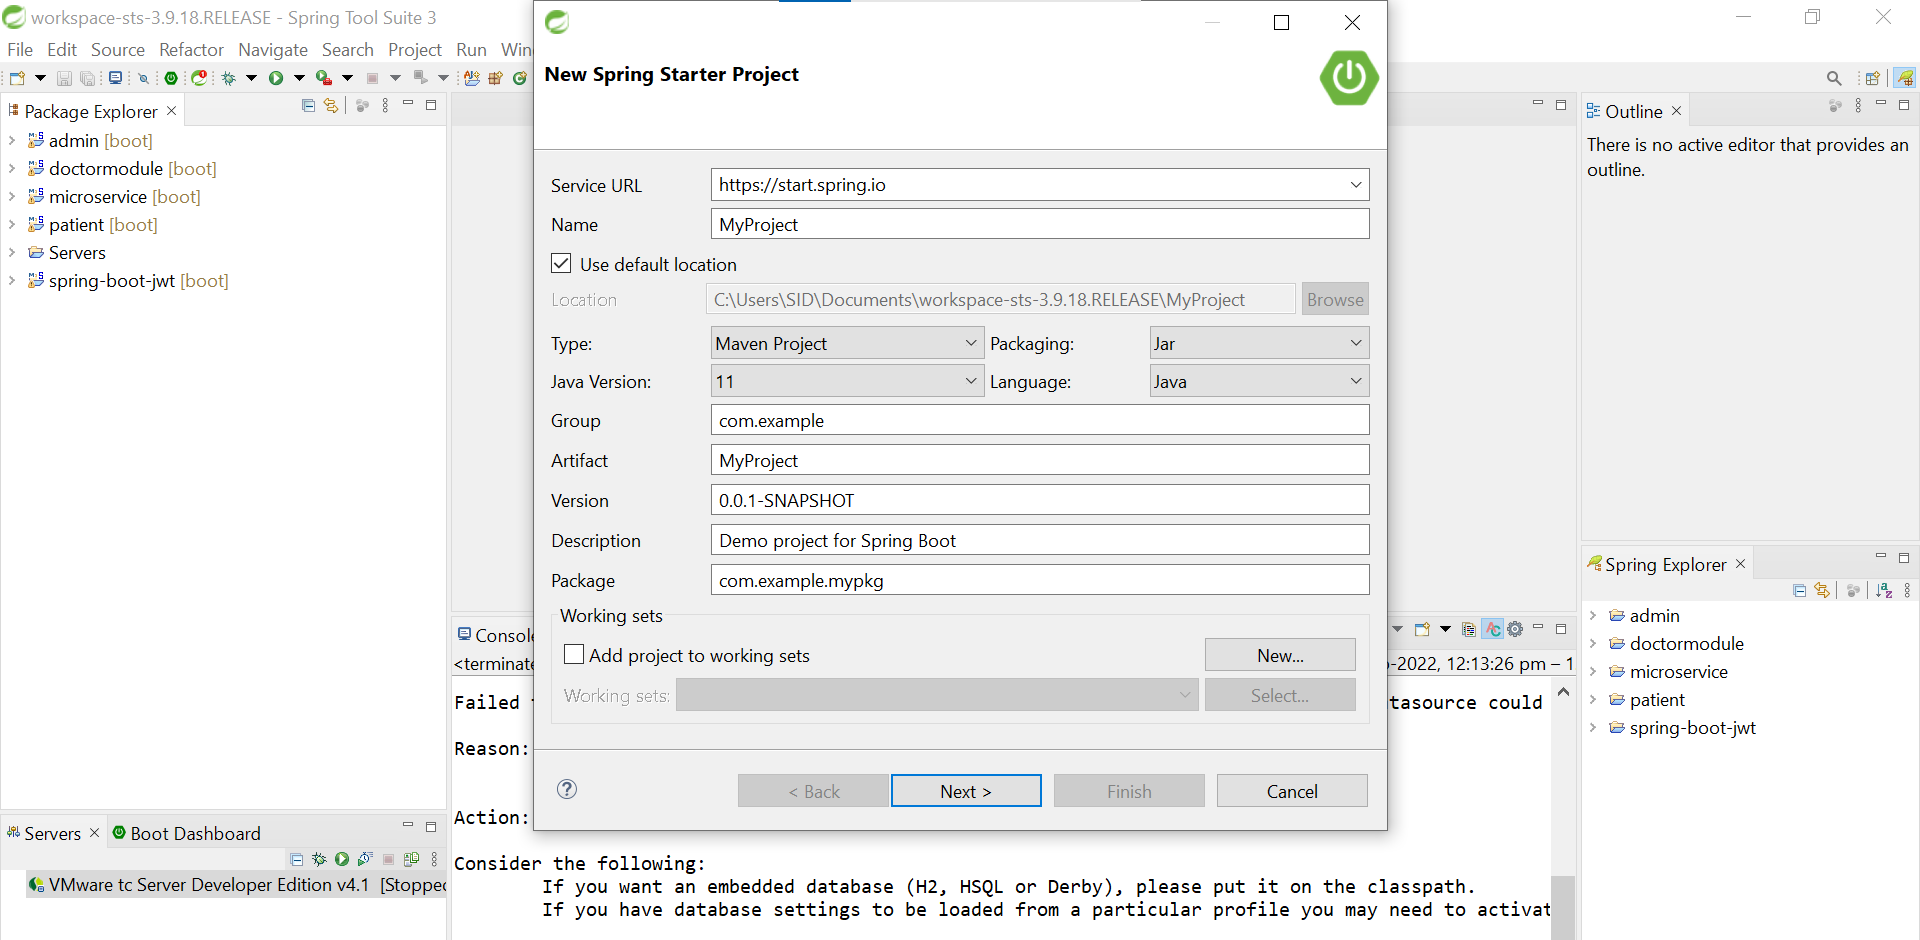 workspace-sts-3.9.18.RELEASE - Spring Tool Suite 3
File Edit Source Refactor Navigate Search Project Run
Package Explorer
admin [boot]
doctormodule [boot]
microservice [boot]
patient [boot]
Servers
spring-boot-jwt [boot]
New Spring Starter Project
Service URL https://start.spring.io
Name MyProject
Use default location
Location C:\Users\SID\Documents\workspace-sts-3.9.18.RELEASE\MyProject Browse
Type: Maven Project Packaging: Jar
Java Version: 11 Language: Java
Group com.example
Artifact MyProject
Version 0.0.1-SNAPSHOT
Description Demo project for Spring Boot
Package com.example.mypkg
Working sets
Add project to working sets New...
Working sets: Select...
< Back Next > Finish Cancel
Outline
There is no active editor that provides an
outline.
Spring Explorer
admin
doctormodule
microservice
patient
spring-boot-jwt
Servers Boot Dashboard
VMware tc Server Developer Edition v4.1 [Stopped
Console
<terminate -2022, 12:13:26 pm – 1
Failed tasource could
Reason:
Action:
Consider the following:
If you want an embedded database (H2, HSQL or Derby), please put it on the classpath.
If you have database settings to be loaded from a particular profile you may need to activat